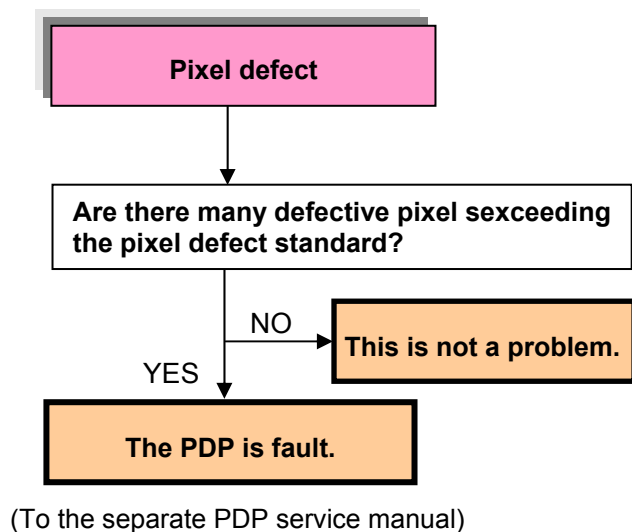 Pixel defect
Are there many defective pixel sexceeding
the pixel defect standard?
NO
This is not a problem.
YES
The PDP is fault.
(To the separate PDP service manual)